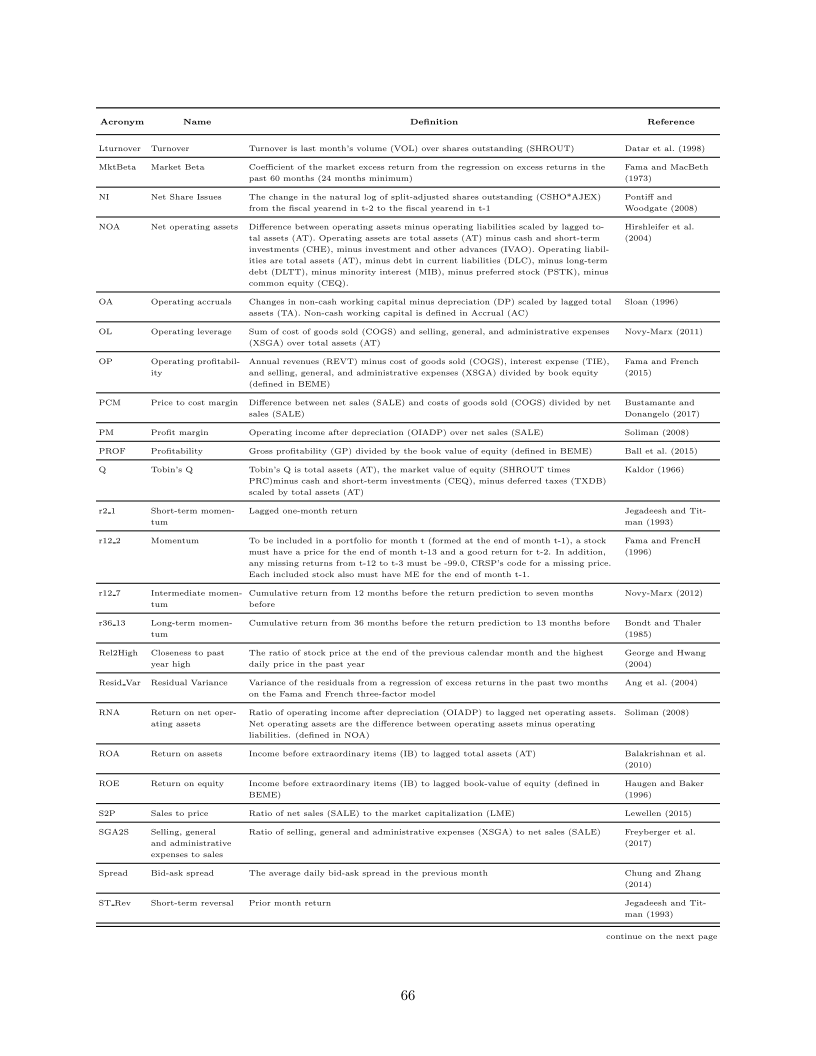 Acronym Name Definition Reference
Lturnover Turnover Turnover is last month's volume (VOL) over shares outstanding (SHROUT) Datar et al. (1998)
MktBeta Market Beta Coefficient of the market excess return from the regression on excess returns in the Fama and MacBeth
past 60 months (24 months minimum) (1973)
NI Net Share Issues The change in the natural log of split-adjusted shares outstanding (CSHO*AJEX) Pontiff and
from the fiscal yearend in t-2 to the fiscal yearend in t-1 Woodgate (2008)
NOA Net operating assets Difference between operating assets minus operating liabilities scaled by lagged to- Hirshleifer et al.
tal assets (AT). Operating assets are total assets (AT) minus cash and short-term (2004)
investments (CHE), minus investment and other advances (IVAO). Operating liabil-
ities are total assets (AT), minus debt in current liabilities (DLC), minus long-term
debt (DLTT), minus minority interest (MIB), minus preferred stock (PSTK), minus
common equity (CEQ).
OA Operating accruals Changes in non-cash working capital minus depreciation (DP) scaled by lagged total Sloan (1996)
assets (TA). Non-cash working capital is defined in Accrual (AC)
OL Operating leverage Sum of cost of goods sold (COGS) and selling, general, and administrative expenses Novy-Marx (2011)
(XSGA) over total assets (AT)
OP Operating profitabil- Annual revenues (REVT) minus cost of goods sold (COGS), interest expense (TIE), Fama and French
ity and selling, general, and administrative expenses (XSGA) divided by book equity (2015)
(defined in BEME)
PCM Price to cost margin Difference between net sales (SALE) and costs of goods sold (COGS) divided by net Bustamante and
sales (SALE) Donangelo (2017)
PM Profit margin Operating income after depreciation (OIADP) over net sales (SALE) Soliman (2008)
PROF Profitability Gross profitability (GP) divided by the book value of equity (defined in BEME) Ball et al. (2015)
Q Tobin's Q Tobin's Q is total assets (AT), the market value of equity (SHROUT times Kaldor (1966)
PRC)minus cash and short-term investments (CEQ), minus deferred taxes (TXDB)
scaled by total assets (AT)
r2_1 Short-term momen- Lagged one-month return Jegadeesh and Tit-
tum man (1993)
r12_2 Momentum To be included in a portfolio for month t (formed at the end of month t-1), a stock Fama and FrencH
must have a price for the end of month t-13 and a good return for t-2. In addition, (1996)
any missing returns from t-12 to t-3 must be -99.0, CRSP's code for a missing price.
Each included stock also must have ME for the end of month t-1.
r12_7 Intermediate momen- Cumulative return from 12 months before the return prediction to seven months Novy-Marx (2012)
tum before
r36_13 Long-term momen- Cumulative return from 36 months before the return prediction to 13 months before Bondt and Thaler
tum (1985)
Rel2High Closeness to past The ratio of stock price at the end of the previous calendar month and the highest George and Hwang
year high daily price in the past year (2004)
Resid_Var Residual Variance Variance of the residuals from a regression of excess returns in the past two months Ang et al. (2004)
on the Fama and French three-factor model
RNA Return on net oper- Ratio of operating income after depreciation (OIADP) to lagged net operating assets. Soliman (2008)
ating assets Net operating assets are the difference between operating assets minus operating
liabilities. (defined in NOA)
ROA Return on assets Income before extraordinary items (IB) to lagged total assets (AT) Balakrishnan et al.
(2010)
ROE Return on equity Income before extraordinary items (IB) to lagged book-value of equity (defined in Haugen and Baker
BEME) (1996)
S2P Sales to price Ratio of net sales (SALE) to the market capitalization (LME) Lewellen (2015)
SGA2S Selling, general Ratio of selling, general and administrative expenses (XSGA) to net sales (SALE) Freyberger et al.
and administrative (2017)
expenses to sales
Spread Bid-ask spread The average daily bid-ask spread in the previous month Chung and Zhang
(2014)
ST_Rev Short-term reversal Prior month return Jegadeesh and Tit-
man (1993)
continue on the next page
66